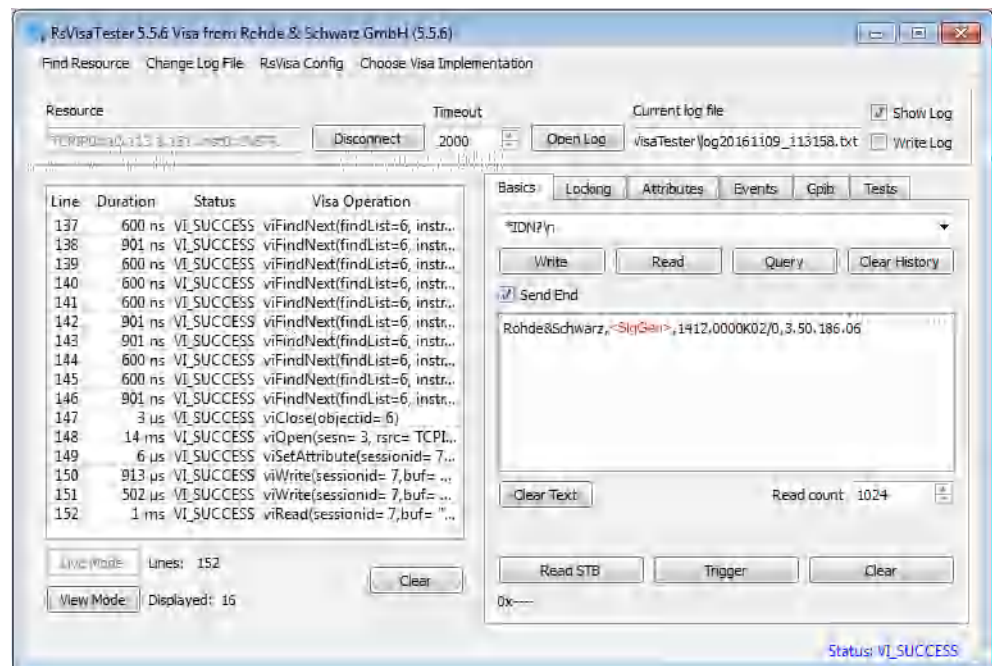 RsVisaTester 5.5.6 Visa from Rohde & Schwarz GmbH (5.5.6)
Find Resource Change Log File RsVisa Config Choose Visa Implementation
Resource Timeout Current log file Show Log
Disconnect 2000 Open Log VisaTester\log20161109_113158.txt Write Log
Basics Locking Attributes Events Gpib Tests
Line Duration Status Visa Operation
137 600 ns VI_SUCCESS viFindNext(findList=6, instr...
138 901 ns VI_SUCCESS viFindNext(findList=6, instr...
139 600 ns VI_SUCCESS viFindNext(findList=6, instr...
140 600 ns VI_SUCCESS viFindNext(findList=6, instr...
141 600 ns VI_SUCCESS viFindNext(findList=6, instr...
142 901 ns VI_SUCCESS viFindNext(findList=6, instr...
143 901 ns VI_SUCCESS viFindNext(findList=6, instr...
144 600 ns VI_SUCCESS viFindNext(findList=6, instr...
145 600 ns VI_SUCCESS viFindNext(findList=6, instr...
146 901 ns VI_SUCCESS viFindNext(findList=6, instr...
147 3 µs VI_SUCCESS viClose(objectid= 6)
148 14 ms VI_SUCCESS viOpen(sesn= 3, rsrc= TCPI...
149 6 µs VI_SUCCESS viSetAttribute(sessionid= 7...
150 913 µs VI_SUCCESS viWrite(sessionid= 7,buf= ...
151 502 µs VI_SUCCESS viWrite(sessionid= 7,buf= ...
152 1 ms VI_SUCCESS viRead(sessionid= 7,buf= "...
Live Mode Lines: 152
View Mode Displayed: 16
Clear
*IDN?\n
Write Read Query Clear History
Send End
Rohde&Schwarz,<SigGen>,1412.0000K02/0,3.50.186.06
Clear Text Read count 1024
Read STB Trigger Clear
0x----
Status: VI_SUCCESS